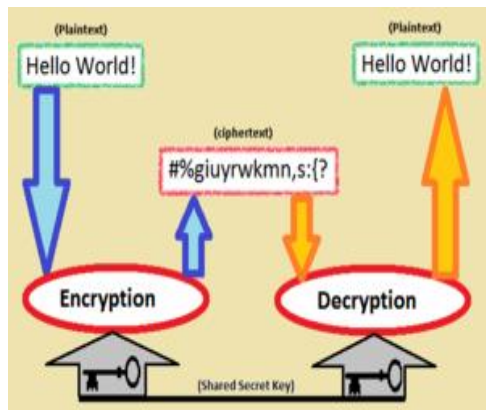 (Plaintext)
Hello World!
(Plaintext)
Hello World!
(ciphertext)
#%giuyrwkmn,s:{?
Encryption
Decryption
(Shared Secret Key)